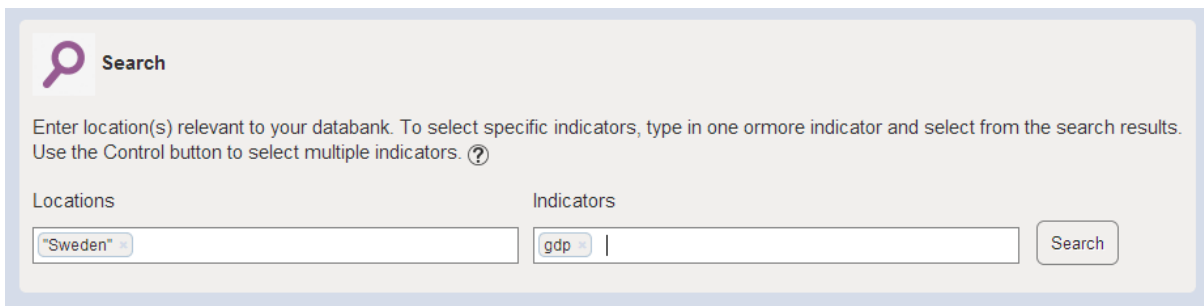 Search
Enter location(s) relevant to your databank. To select specific indicators, type in one ormore indicator and select from the search results.
Use the Control button to select multiple indicators. ?
Locations Indicators
"Sweden" × gdp × Search